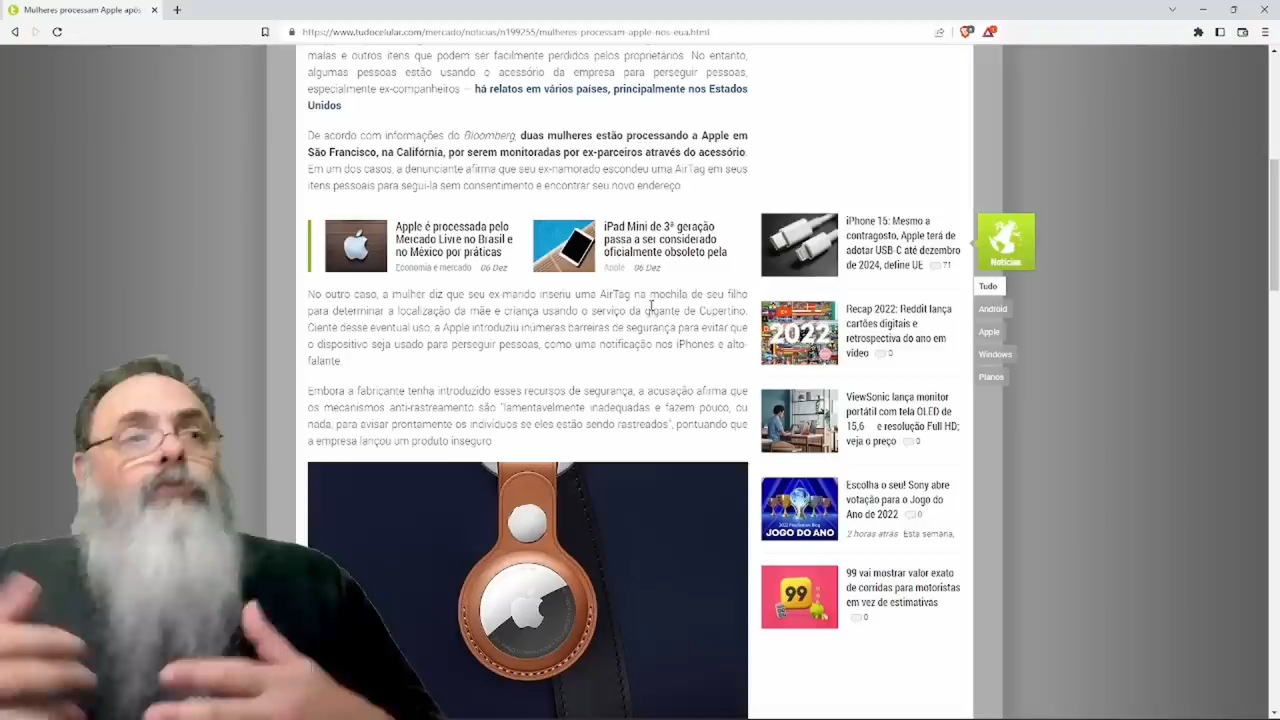 Mulheres processam Apple após
https://www.tudocelular.com/mercado/noticias/n199255/mulheres-processam-apple-nos-eua.html
malas e outros itens que podem ser facilmente perdidos pelos proprietários. No entanto,
algumas pessoas estão usando o acessório da empresa para perseguir pessoas,
especialmente ex-companheiros — há relatos em vários países, principalmente nos Estados
Unidos
De acordo com informações do Bloomberg, duas mulheres estão processando a Apple em
São Francisco, na Califórnia, por serem monitoradas por ex-parceiros através do acessório.
Em um dos casos, a denunciante afirma que seu ex-namorado escondeu uma AirTag em seus
itens pessoais para segui-la sem consentimento e encontrar seu novo endereço.
Apple é processada pelo
Mercado Livre no Brasil e
no México por práticas
Economia e mercado 06 Dez
iPad Mini de 3ª geração
passa a ser considerado
oficialmente obsoleto pela
Apple 06 Dez
No outro caso, a mulher diz que seu ex-marido inseriu uma AirTag na mochila de seu filho
para determinar a localização da mãe e criança usando o serviço da gigante de Cupertino.
Ciente desse eventual uso, a Apple introduziu inúmeras barreiras de segurança para evitar que
o dispositivo seja usado para perseguir pessoas, como uma notificação nos iPhones e alto-
falante.
Embora a fabricante tenha introduzido esses recursos de segurança, a acusação afirma que
os mecanismos anti-rastreamento são "lamentavelmente inadequadas e fazem pouco, ou
nada, para avisar prontamente os indivíduos se eles estão sendo rastreados", pontuando que
a empresa lançou um produto inseguro
iPhone 15: Mesmo a
contragosto, Apple terá de
adotar USB-C até dezembro
de 2024, define UE 71
Recap 2022: Reddit lança
cartões digitais e
retrospectiva do ano em
vídeo 0
2022
ViewSonic lança monitor
portátil com tela OLED de
15,6 e resolução Full HD;
veja o preço 0
Escolha o seu! Sony abre
votação para o Jogo do
Ano de 2022 0
2 horas atrás Esta semana,
2022 PlayStation.Blog
JOGO DO ANO
99 vai mostrar valor exato
de corridas para motoristas
em vez de estimativas
0
99
Notícias
Tudo
Android
Apple
Windows
Planos